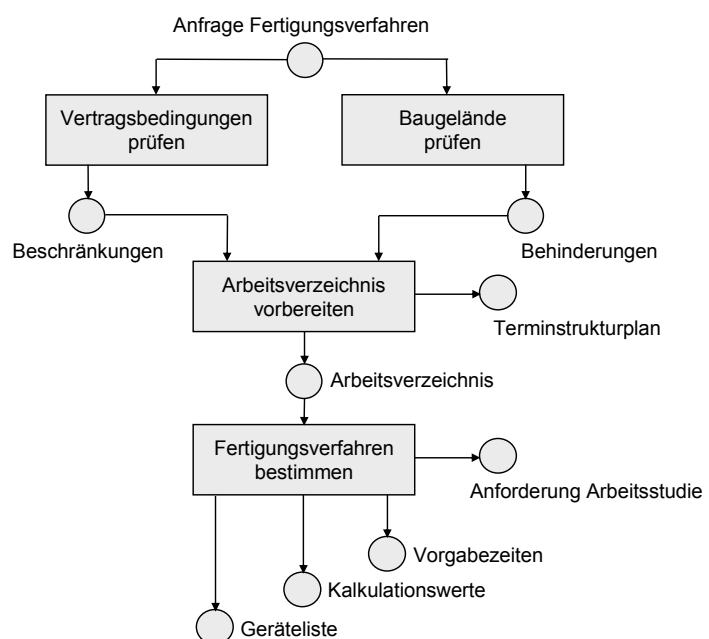 Anfrage Fertigungsverfahren
Vertragsbedingungen
prüfen
Baugelände
prüfen
Beschränkungen
Behinderungen
Arbeitsverzeichnis
vorbereiten
Terminstrukturplan
Arbeitsverzeichnis
Fertigungsverfahren
bestimmen
Anforderung Arbeitsstudie
Vorgabezeiten
Kalkulationswerte
Geräteliste